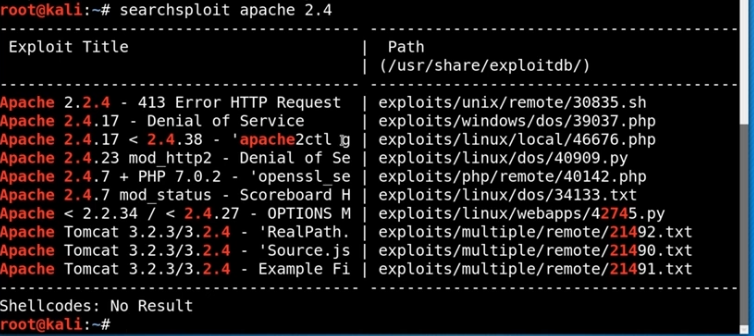 root@kali:~# searchsploit apache 2.4
---------------------------------------- ----------------------------------------
 Exploit Title | Path
 | (/usr/share/exploitdb/)
---------------------------------------- ----------------------------------------
Apache 2.2.4 - 413 Error HTTP Request | exploits/unix/remote/30835.sh
Apache 2.4.17 - Denial of Service | exploits/windows/dos/39037.php
Apache 2.4.17 < 2.4.38 - 'apache2ctl g | exploits/linux/local/46676.php
Apache 2.4.23 mod_http2 - Denial of Se | exploits/linux/dos/40909.py
Apache 2.4.7 + PHP 7.0.2 - 'openssl_se | exploits/php/remote/40142.php
Apache 2.4.7 mod_status - Scoreboard H | exploits/linux/dos/34133.txt
Apache < 2.2.34 / < 2.4.27 - OPTIONS M | exploits/linux/webapps/42745.py
Apache Tomcat 3.2.3/3.2.4 - 'RealPath. | exploits/multiple/remote/21492.txt
Apache Tomcat 3.2.3/3.2.4 - 'Source.js | exploits/multiple/remote/21490.txt
Apache Tomcat 3.2.3/3.2.4 - Example Fi | exploits/multiple/remote/21491.txt
---------------------------------------- ----------------------------------------
Shellcodes: No Result
root@kali:~#